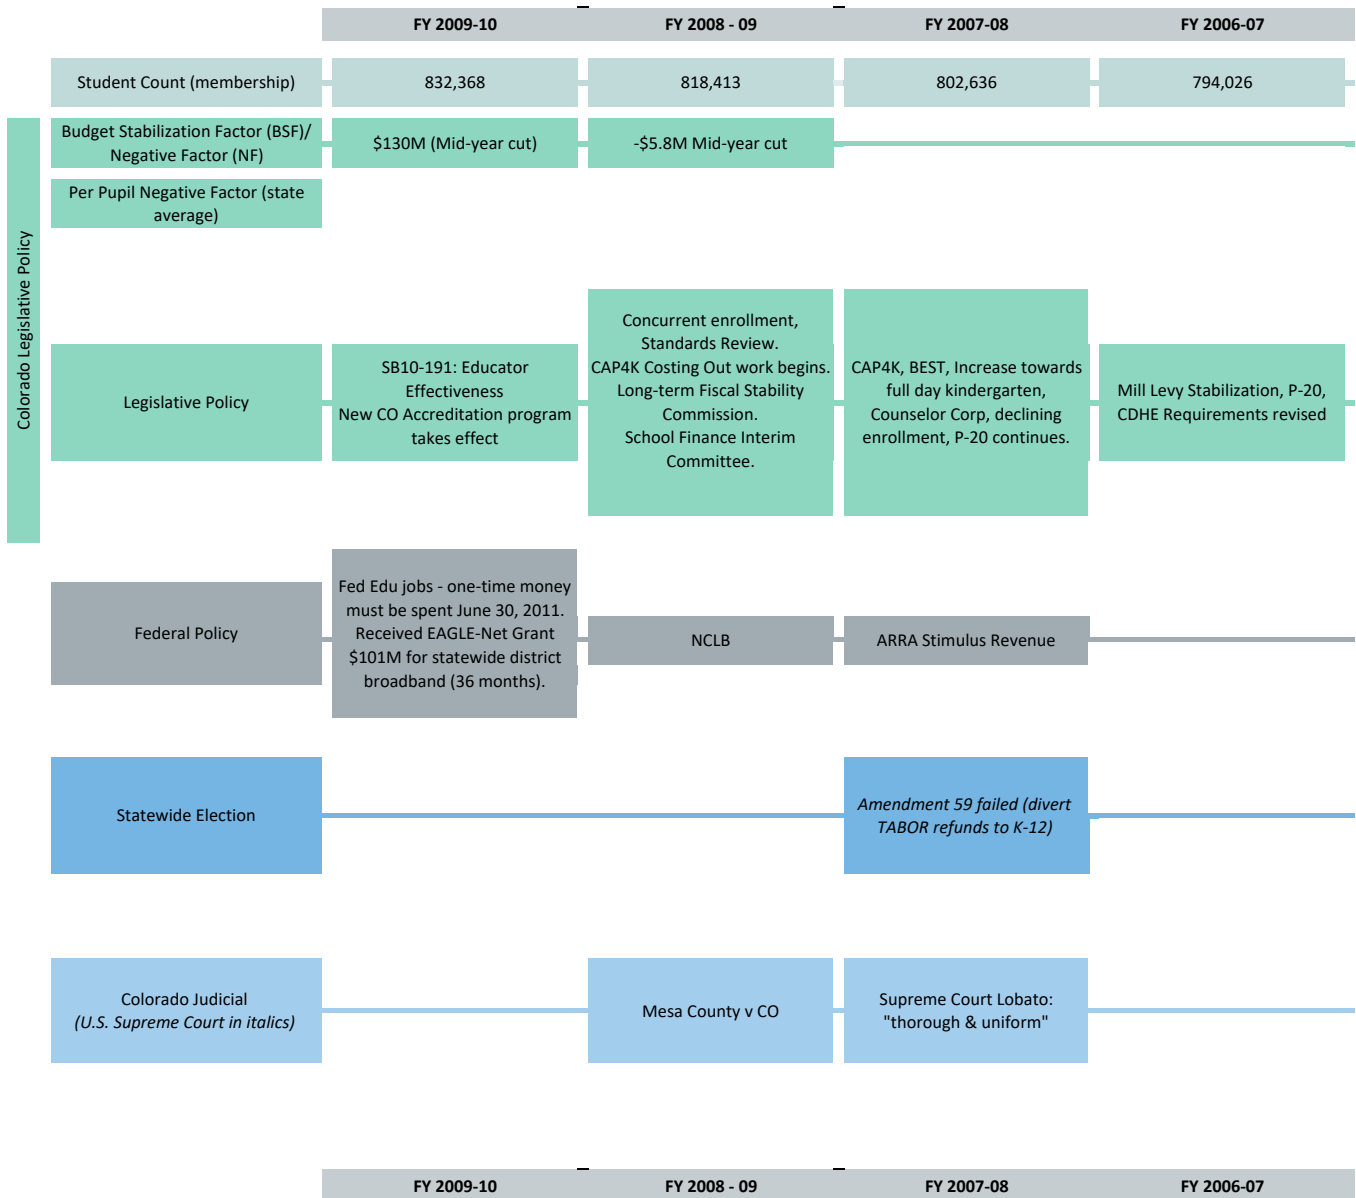 FY 2009-10 FY 2008 - 09 FY 2007-08 FY 2006-07
Student Count (membership) 832,368 818,413 802,636 794,026
Colorado Legislative Policy
Budget Stabilization Factor (BSF)/
Negative Factor (NF)
$130M (Mid-year cut)
-$5.8M Mid-year cut
Per Pupil Negative Factor (state
average)
Legislative Policy
SB10-191: Educator
Effectiveness
New CO Accreditation program
takes effect
Concurrent enrollment,
Standards Review.
CAP4K Costing Out work begins.
Long-term Fiscal Stability
Commission.
School Finance Interim
Committee.
CAP4K, BEST, Increase towards
full day kindergarten,
Counselor Corp, declining
enrollment, P-20 continues.
Mill Levy Stabilization, P-20,
CDHE Requirements revised
Federal Policy
Fed Edu jobs - one-time money
must be spent June 30, 2011.
Received EAGLE-Net Grant
$101M for statewide district
broadband (36 months).
NCLB
ARRA Stimulus Revenue
Statewide Election
Amendment 59 failed (divert
TABOR refunds to K-12)
Colorado Judicial
(U.S. Supreme Court in italics)
Mesa County v CO
Supreme Court Lobato:
"thorough & uniform"
FY 2009-10 FY 2008 - 09 FY 2007-08 FY 2006-07